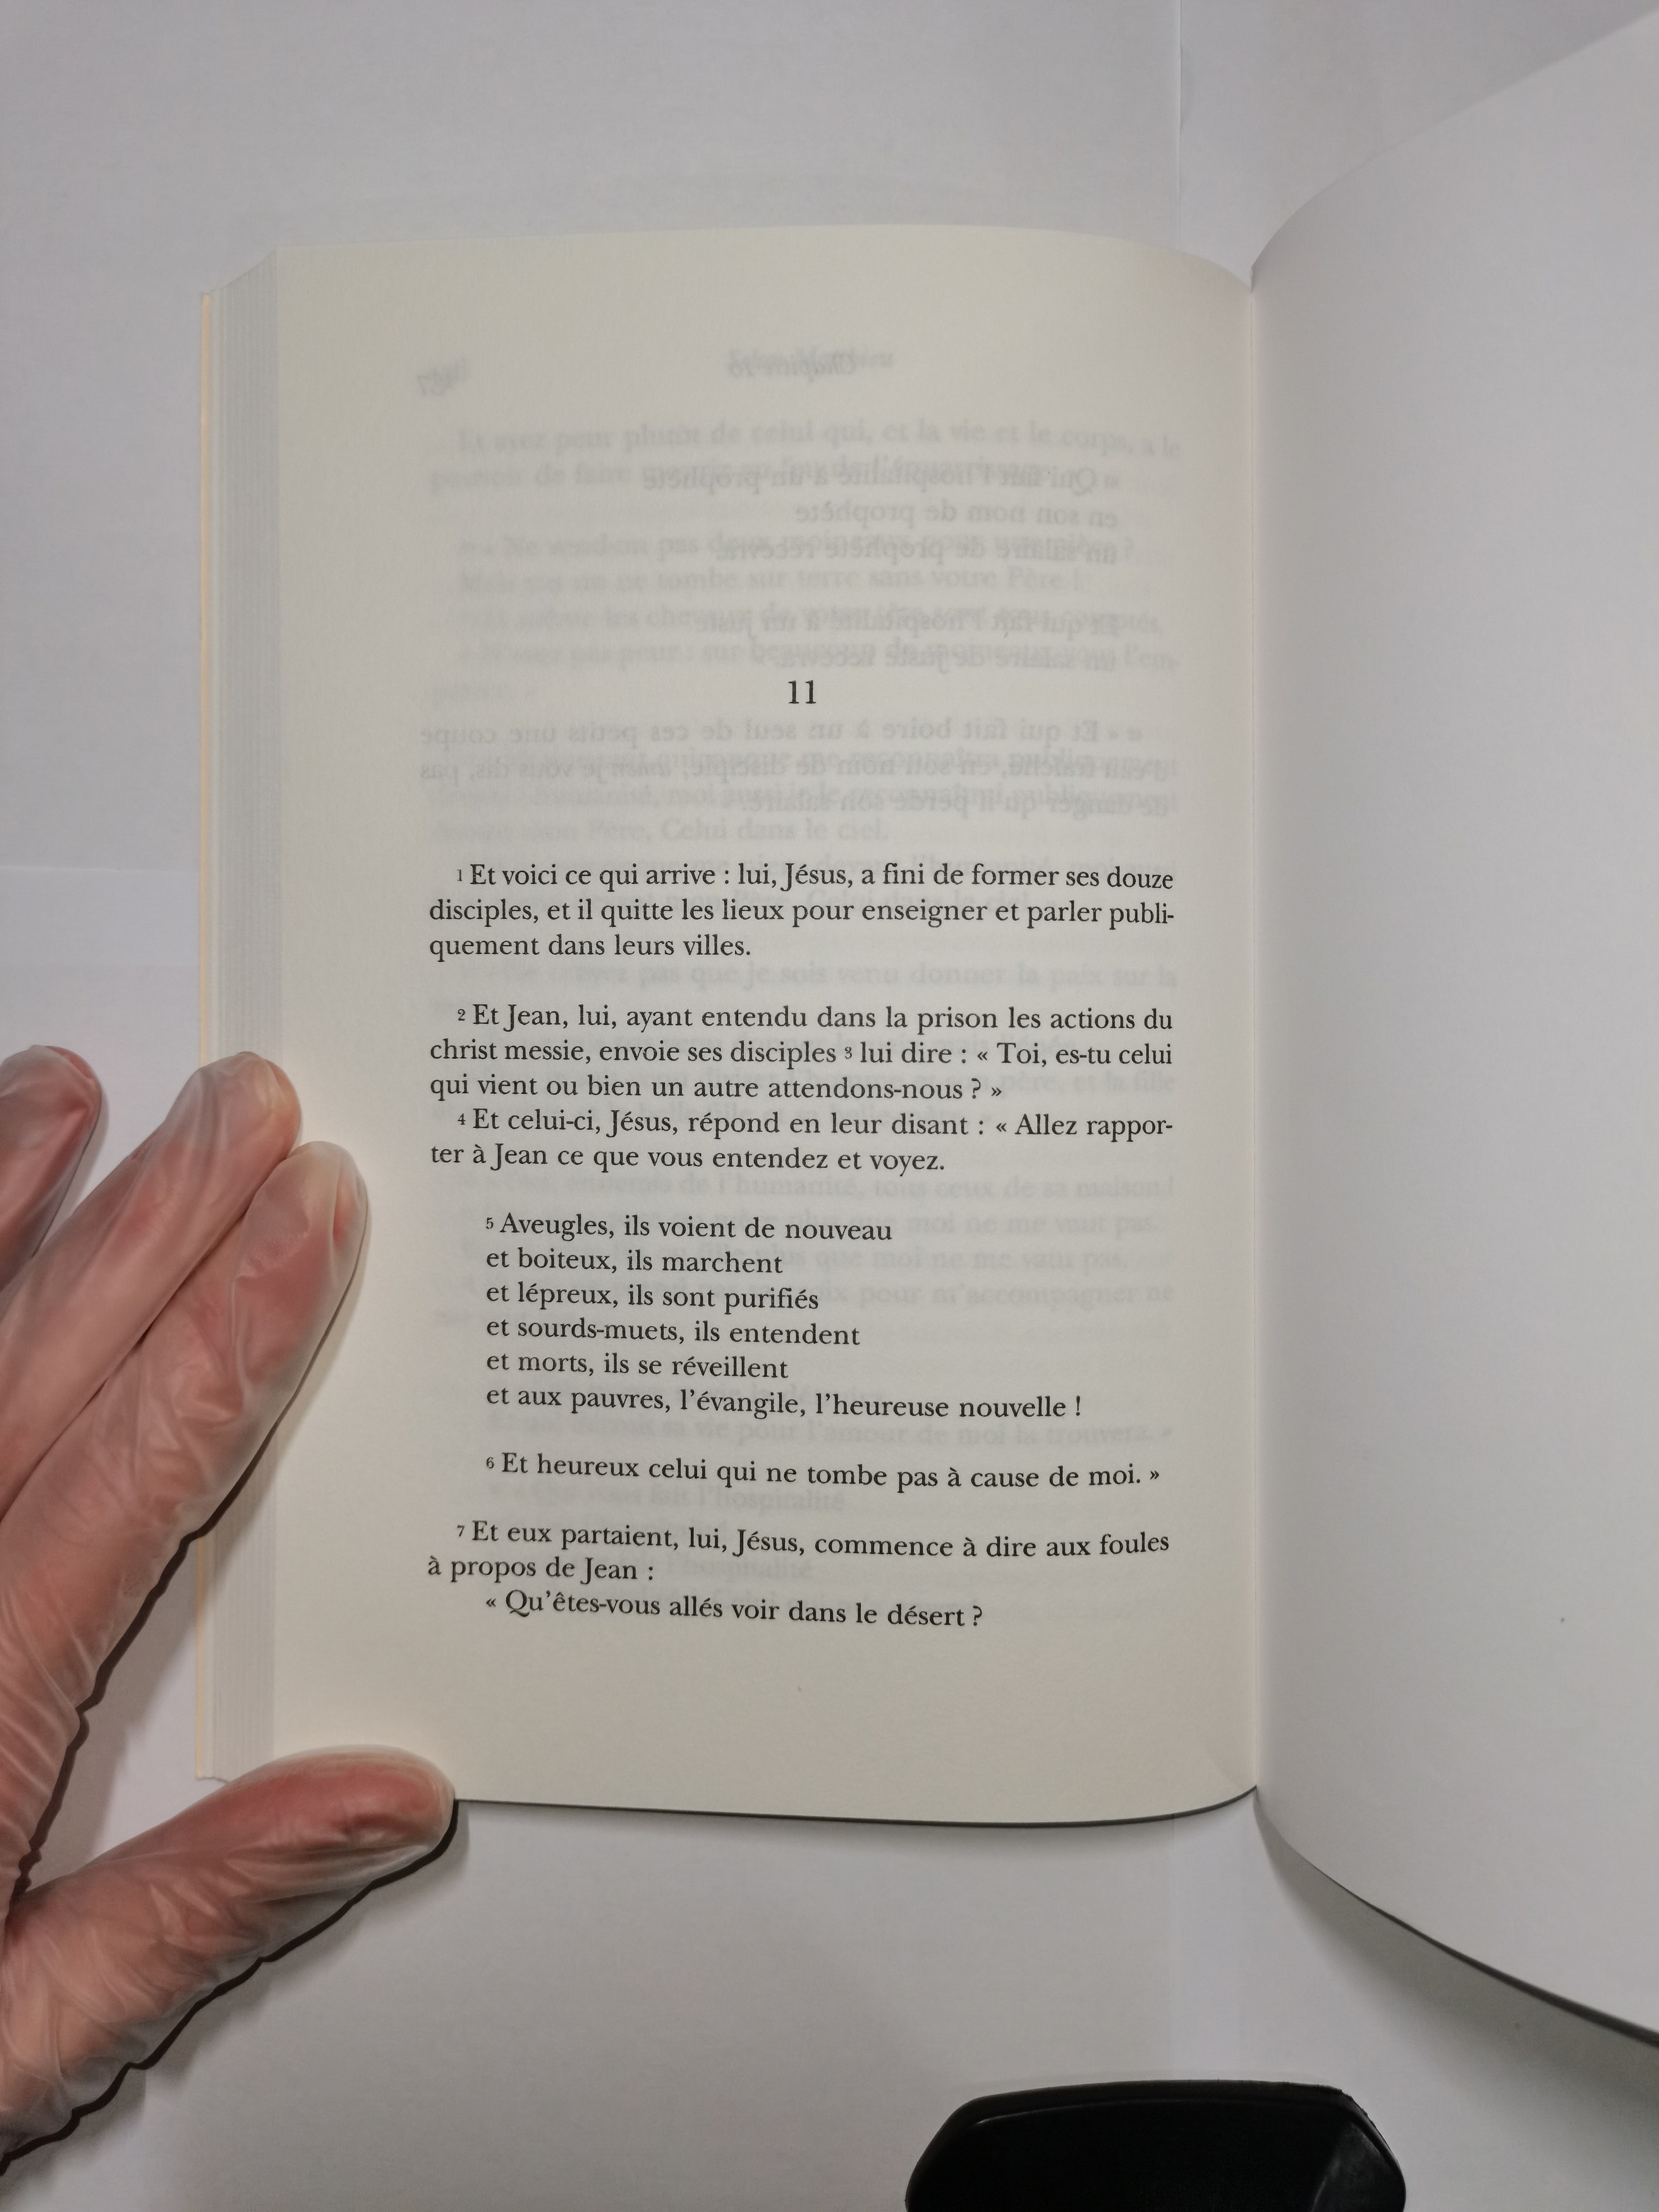 11
1 Et voici ce qui arrive : lui, Jésus, a fini de former ses douze
disciples, et il quitte les lieux pour enseigner et parler publi-
quement dans leurs villes.
2 Et Jean, lui, ayant entendu dans la prison les actions du
christ messie, envoie ses disciples 3 lui dire : « Toi, es-tu celui
qui vient ou bien un autre attendons-nous ? »
4 Et celui-ci, Jésus, répond en leur disant : « Allez rappor-
ter à Jean ce que vous entendez et voyez.
5 Aveugles, ils voient de nouveau
et boiteux, ils marchent
et lépreux, ils sont purifiés
et sourds-muets, ils entendent
et morts, ils se réveillent
et aux pauvres, l’évangile, l’heureuse nouvelle !
6 Et heureux celui qui ne tombe pas à cause de moi. »
7 Et eux partaient, lui, Jésus, commence à dire aux foules
à propos de Jean :
« Qu’êtes-vous allés voir dans le désert ?